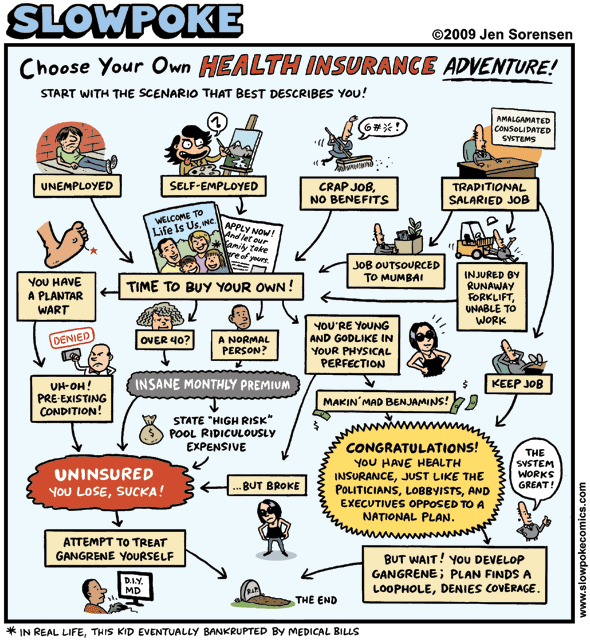 SLOWPOKE
©2009 Jen Sorensen
Choose Your Own HEALTH INSURANCE ADVENTURE!
START WITH THE SCENARIO THAT BEST DESCRIBES YOU!
G#※!
AMALGAMATED
CONSOLIDATED
SYSTEMS
UNEMPLOYED
SELF-EMPLOYED
CRAP JOB,
NO BENEFITS
TRADITIONAL
SALARIED JOB
WELCOME TO
Life Is Us, INC.
*
APPLY NOW!
And let our
family take
care of yours.
JOB OUTSOURCED
TO MUMBAI
INJURED BY
RUNAWAY
FORKLIFT,
UNABLE TO
WORK
YOU HAVE
A PLANTAR
WART
TIME TO BUY YOUR OWN!
DENIED
OVER 40?
A NORMAL
PERSON?
YOU'RE YOUNG
AND GODLIKE IN
YOUR PHYSICAL
PERFECTION
KEEP JOB
UH-OH!
PRE-EXISTING
CONDITION!
INSANE MONTHLY PREMIUM
$
STATE "HIGH RISK"
POOL RIDICULOUSLY
EXPENSIVE
MAKIN' MAD BENJAMINS!
$
$
CONGRATULATIONS!
YOU HAVE HEALTH
INSURANCE, JUST LIKE THE
POLITICIANS, LOBBYISTS, AND
EXECUTIVES OPPOSED TO A
NATIONAL PLAN.
THE
SYSTEM
WORKS
GREAT!
UNINSURED
YOU LOSE, SUCKA!
...BUT BROKE
ATTEMPT TO TREAT
GANGRENE YOURSELF
BUT WAIT! YOU DEVELOP
GANGRENE; PLAN FINDS A
LOOPHOLE, DENIES COVERAGE.
D.I.Y.
MD
R.I.P.
THE END
www.slowpokecomics.com
* IN REAL LIFE, THIS KID EVENTUALLY BANKRUPTED BY MEDICAL BILLS